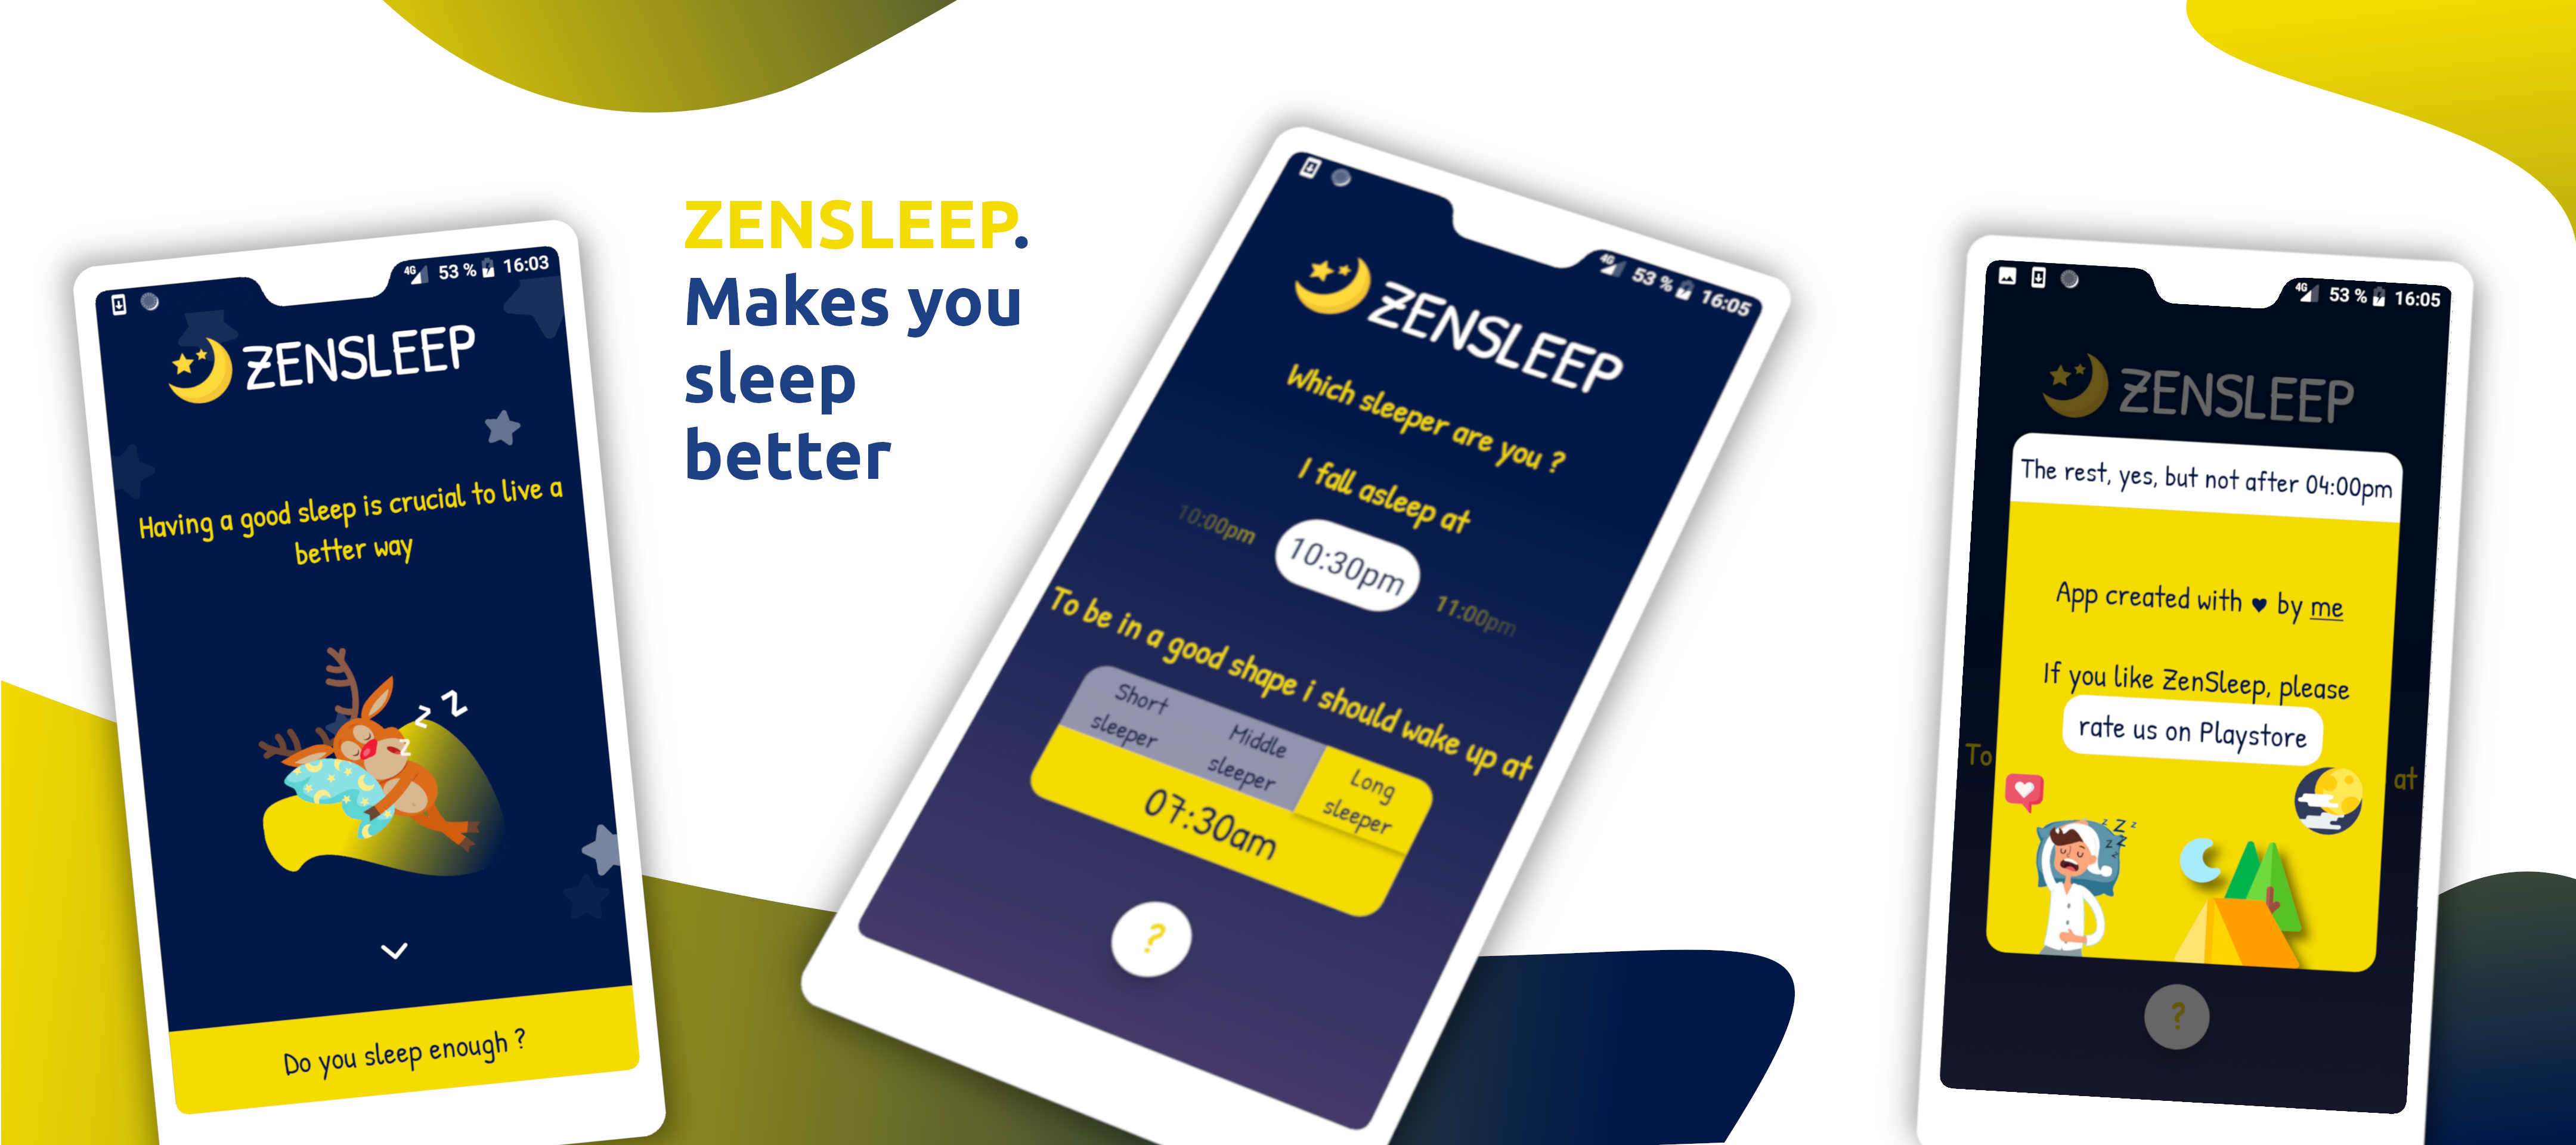 4G 53 % 16:03
ZENSLEEP
Having a good sleep is crucial to live a
better way
z z Z
Do you sleep enough ?
ZENSLEEP.
Makes you
sleep
better
4G 53 % 16:05
ZENSLEEP
Which sleeper are you ?
I fall asleep at
10:00pm 10:30pm 11:00pm
To be in a good shape i should wake up at
Short
sleeper
Middle
sleeper
Long
sleeper
07:30am
?
4G 53 % 16:05
ZENSLEEP
The rest, yes, but not after 04:00pm
App created with ♥ by me
If you like ZenSleep, please
rate us on Playstore
To at
z Z z
z Z
?